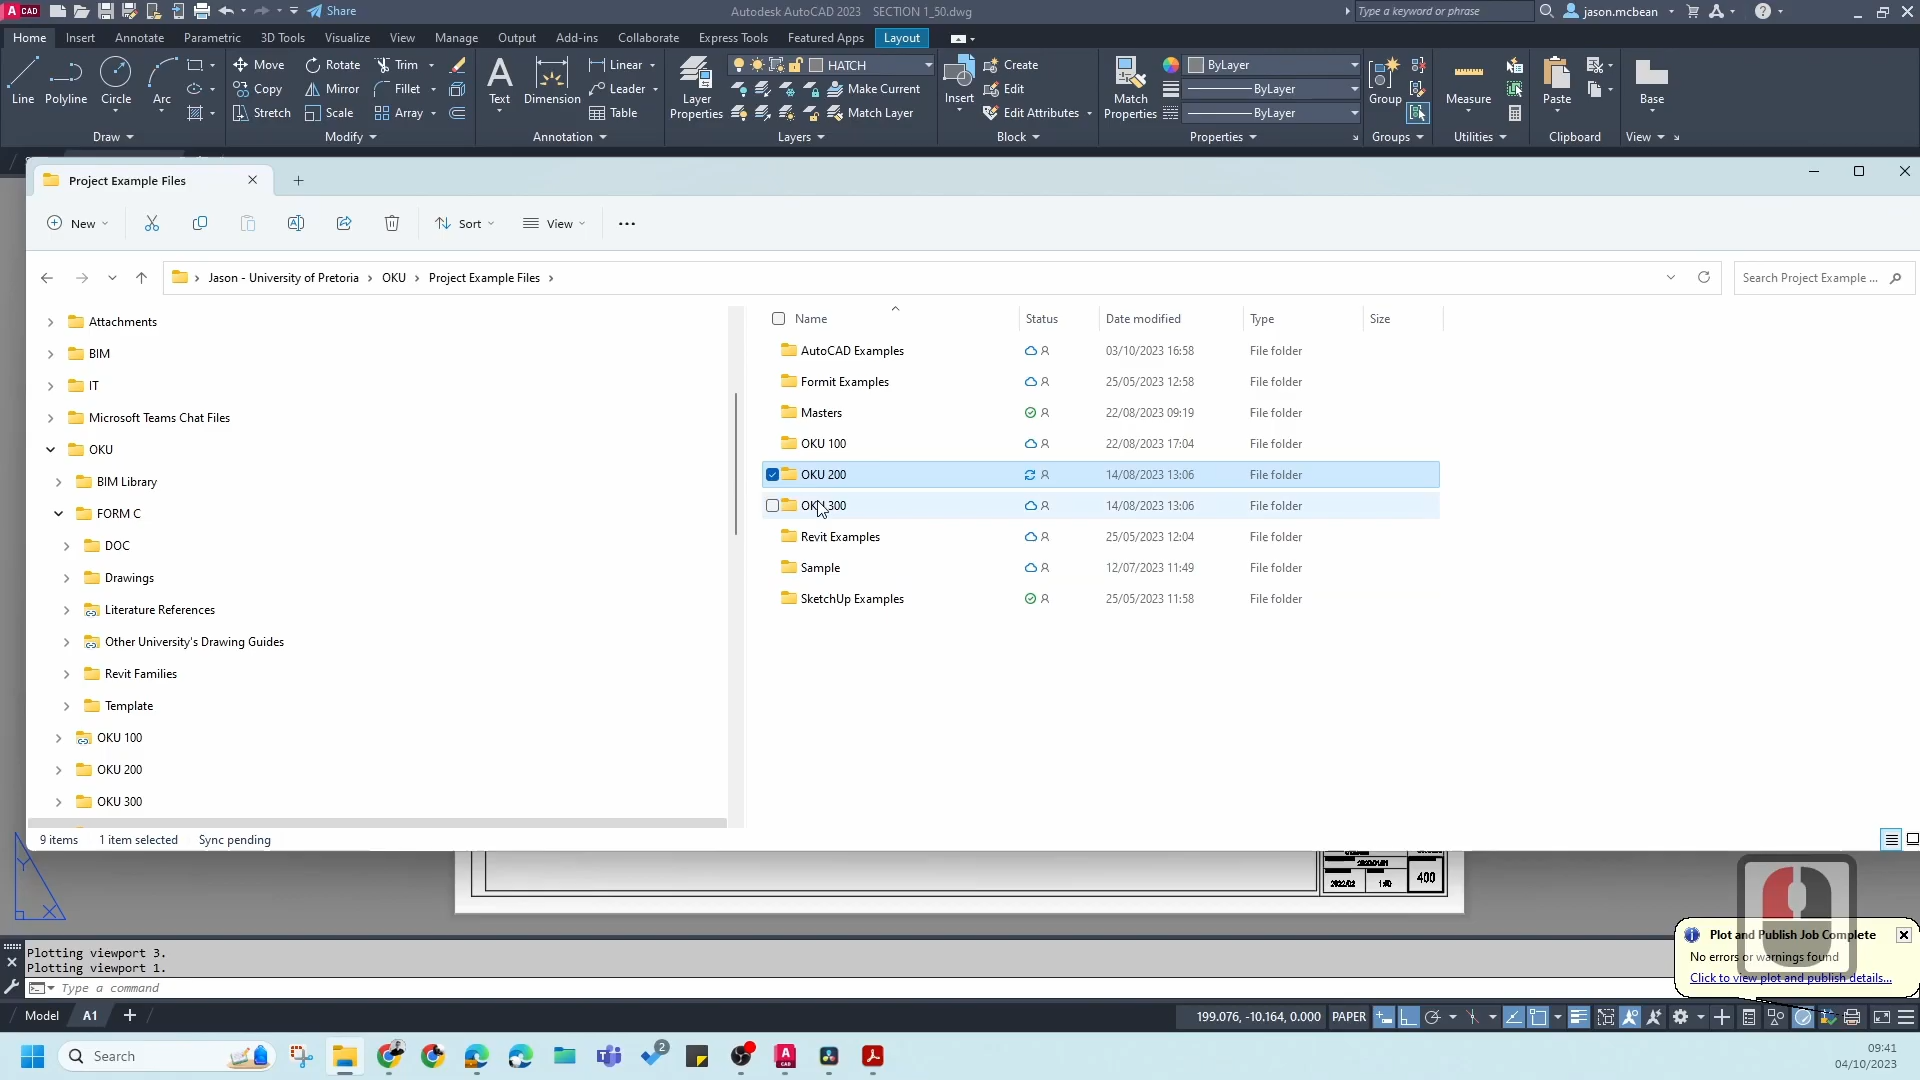 CAD
Share
Autodesk AutoCAD 2023 SECTION 1_50.dwg
Type a keyword or phrase
jason.mcbean
Home Insert Annotate Parametric 3D Tools Visualize View Manage Output Add-ins Collaborate Express Tools Featured Apps Layout
Line Polyline Circle Arc
Move Rotate Trim
Copy Mirror Fillet
Stretch Scale Array
Text Dimension
Linear
Leader
Table
Layer Properties
HATCH
Make Current
Match Layer
Insert
Create
Edit
Edit Attributes
Match Properties
ByLayer
ByLayer
ByLayer
Group Measure Paste Base
Draw Modify Annotation Layers Block Properties Groups Utilities Clipboard View
Project Example Files
New Sort View
Jason - University of Pretoria OKU Project Example Files
Search Project Example ...
Attachments
BIM
IT
Microsoft Teams Chat Files
OKU
BIM Library
FORM C
DOC
Drawings
Literature References
Other University's Drawing Guides
Revit Families
Template
OKU 100
OKU 200
OKU 300
Name Status Date modified Type Size
AutoCAD Examples 03/10/2023 16:58 File folder
Formit Examples 25/05/2023 12:58 File folder
Masters 22/08/2023 09:19 File folder
OKU 100 22/08/2023 17:04 File folder
OKU 200 14/08/2023 13:06 File folder
OKU 300 14/08/2023 13:06 File folder
Revit Examples 25/05/2023 12:04 File folder
Sample 12/07/2023 11:49 File folder
SketchUp Examples 25/05/2023 11:58 File folder
9 items 1 item selected Sync pending
Y
X
2022/02 1:50 400
Plot and Publish Job Complete
No errors or warnings found
Click to view plot and publish details...
Plotting viewport 3.
Plotting viewport 1.
Type a command
Model A1
199.076, -10.164, 0.000 PAPER
Search
2
09:41
04/10/2023